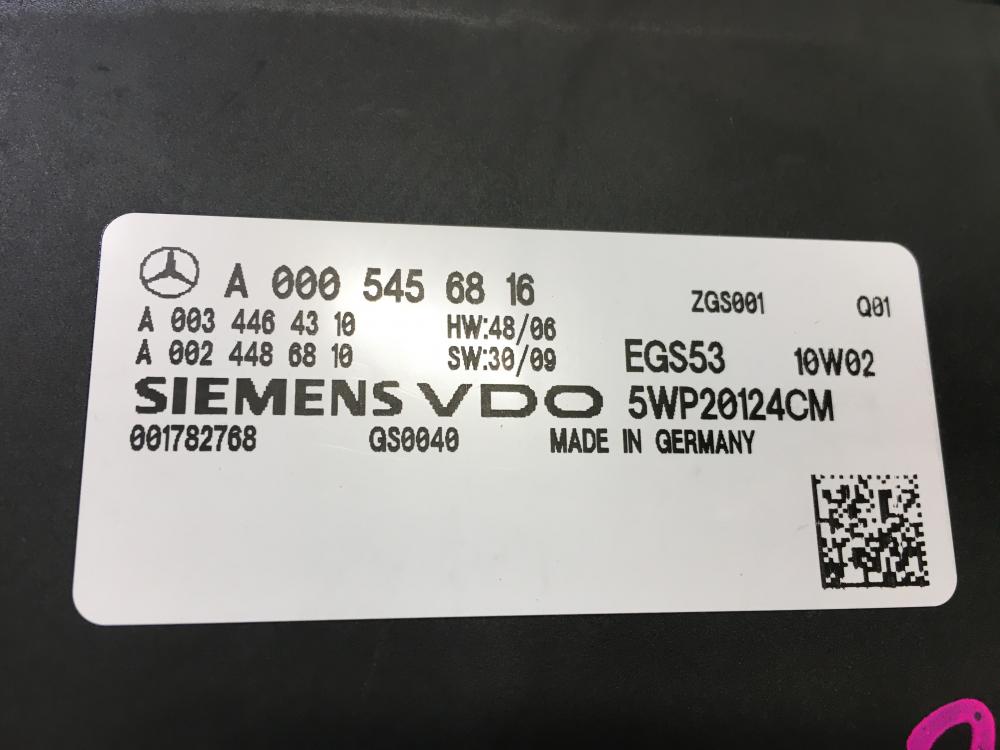 A 000 545 68 16
ZGS001 Q01
A 003 446 43 10 HW:48/06
A 002 448 68 10 SW:30/09 EGS53 10W02
SIEMENS VDO 5WP20124CM
001782768 GS0040 MADE IN GERMANY